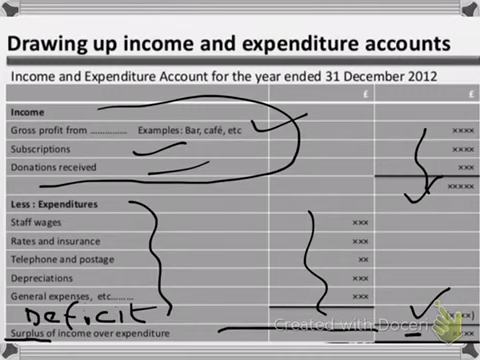 Drawing up income and expenditure accounts
Income and Expenditure Account for the year ended 31 December 2012
£ £
Income
Gross profit from ............... Examples: Bar, café, etc xxxx
Subscriptions xxxx
Donations received xxx
xxxxx
Less : Expenditures
Staff wages xxx
Rates and insurance xxx
Telephone and postage xx
Depreciations xxx
General expenses, etc......... xxx
Deficit
Surplus of income over expenditure
Created with